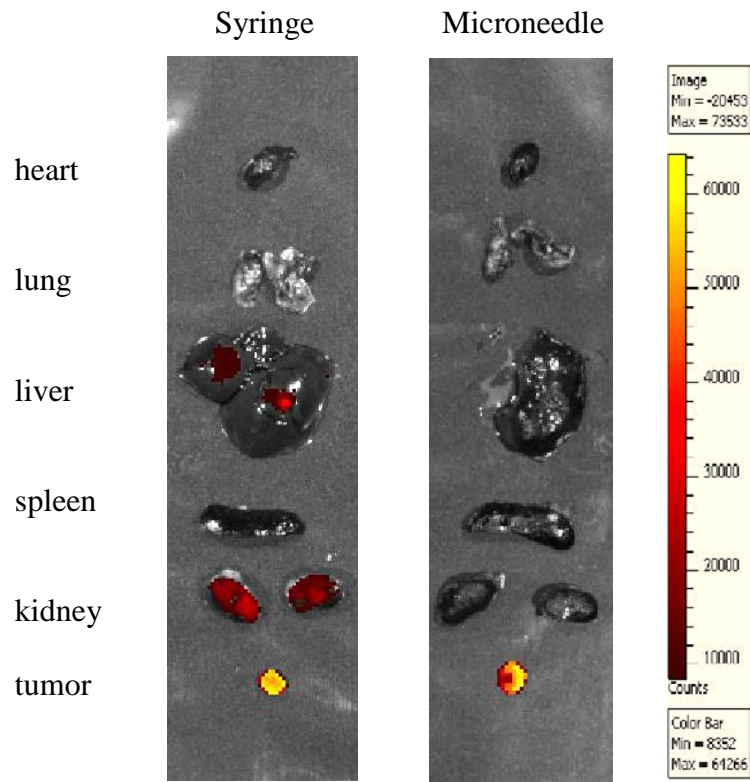 Syringe Microneedle
heart
lung
liver
spleen
kidney
tumor
Image
Min = -20453
Max = 73533
60000
50000
40000
30000
20000
10000
Counts
Color Bar
Min = 8352
Max = 64266